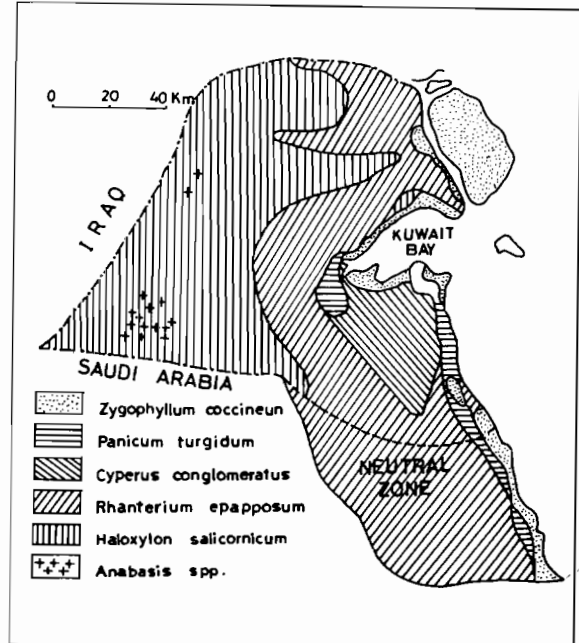 0 20 40 Km
IRAQ
KUWAIT
BAY
SAUDI ARABIA
NEUTRAL
ZONE
Zygophyllum coccineun
Panicum turgidum
Cyperus conglomeratus
Rhanterium epapposum
Haloxylon salicornicum
Anabasis spp.